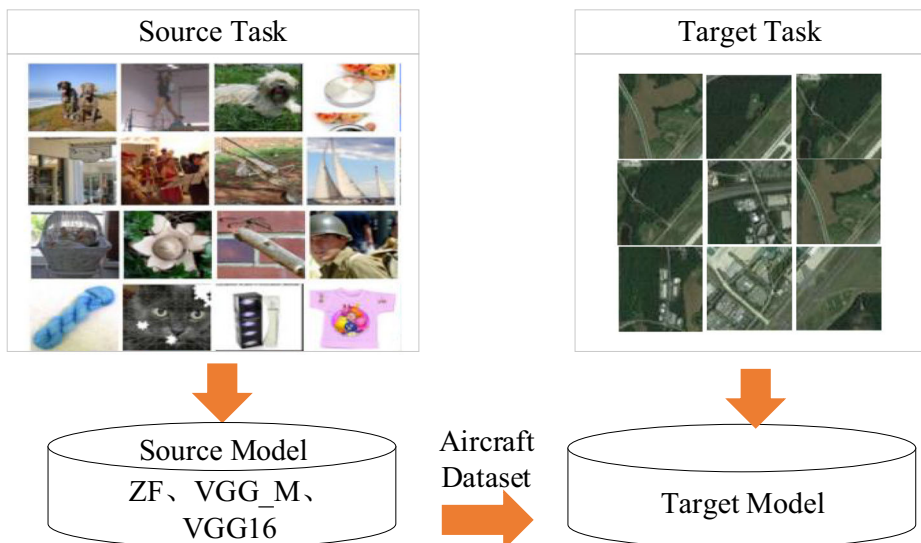 Source Task
Target Task
Source Model
ZF、VGG_M、
VGG16
Aircraft
Dataset
Target Model